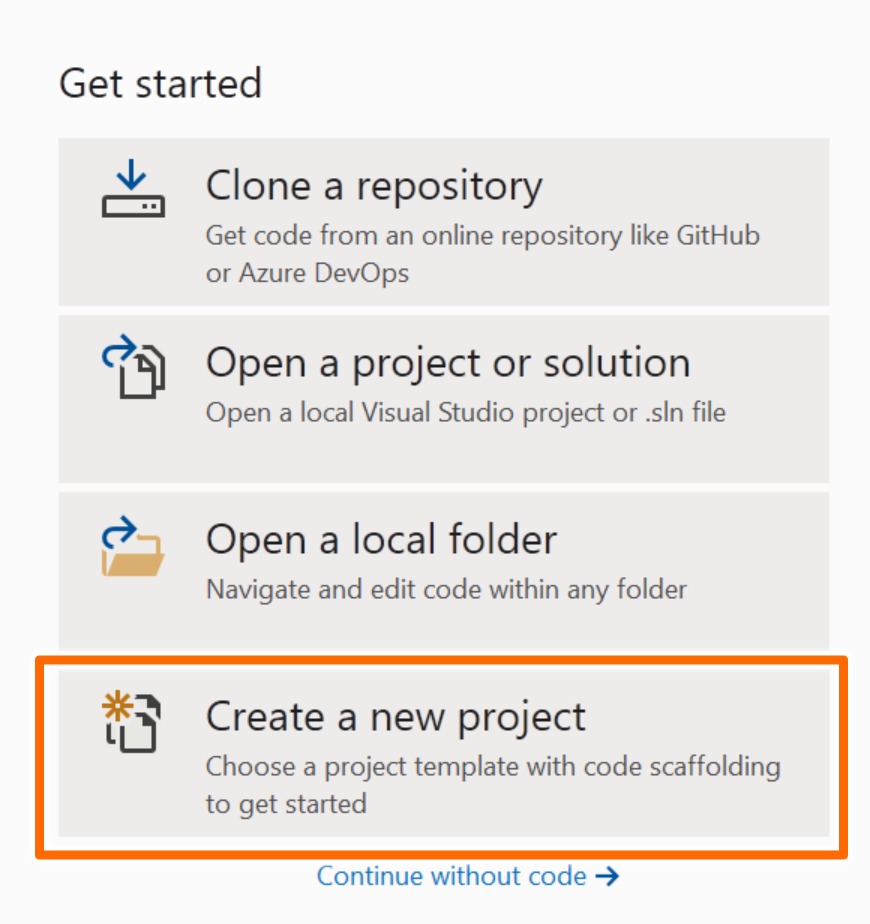 Get started
Clone a repository
Get code from an online repository like GitHub
or Azure DevOps
Open a project or solution
Open a local Visual Studio project or .sln file
Open a local folder
Navigate and edit code within any folder
Create a new project
Choose a project template with code scaffolding
to get started
Continue without code →